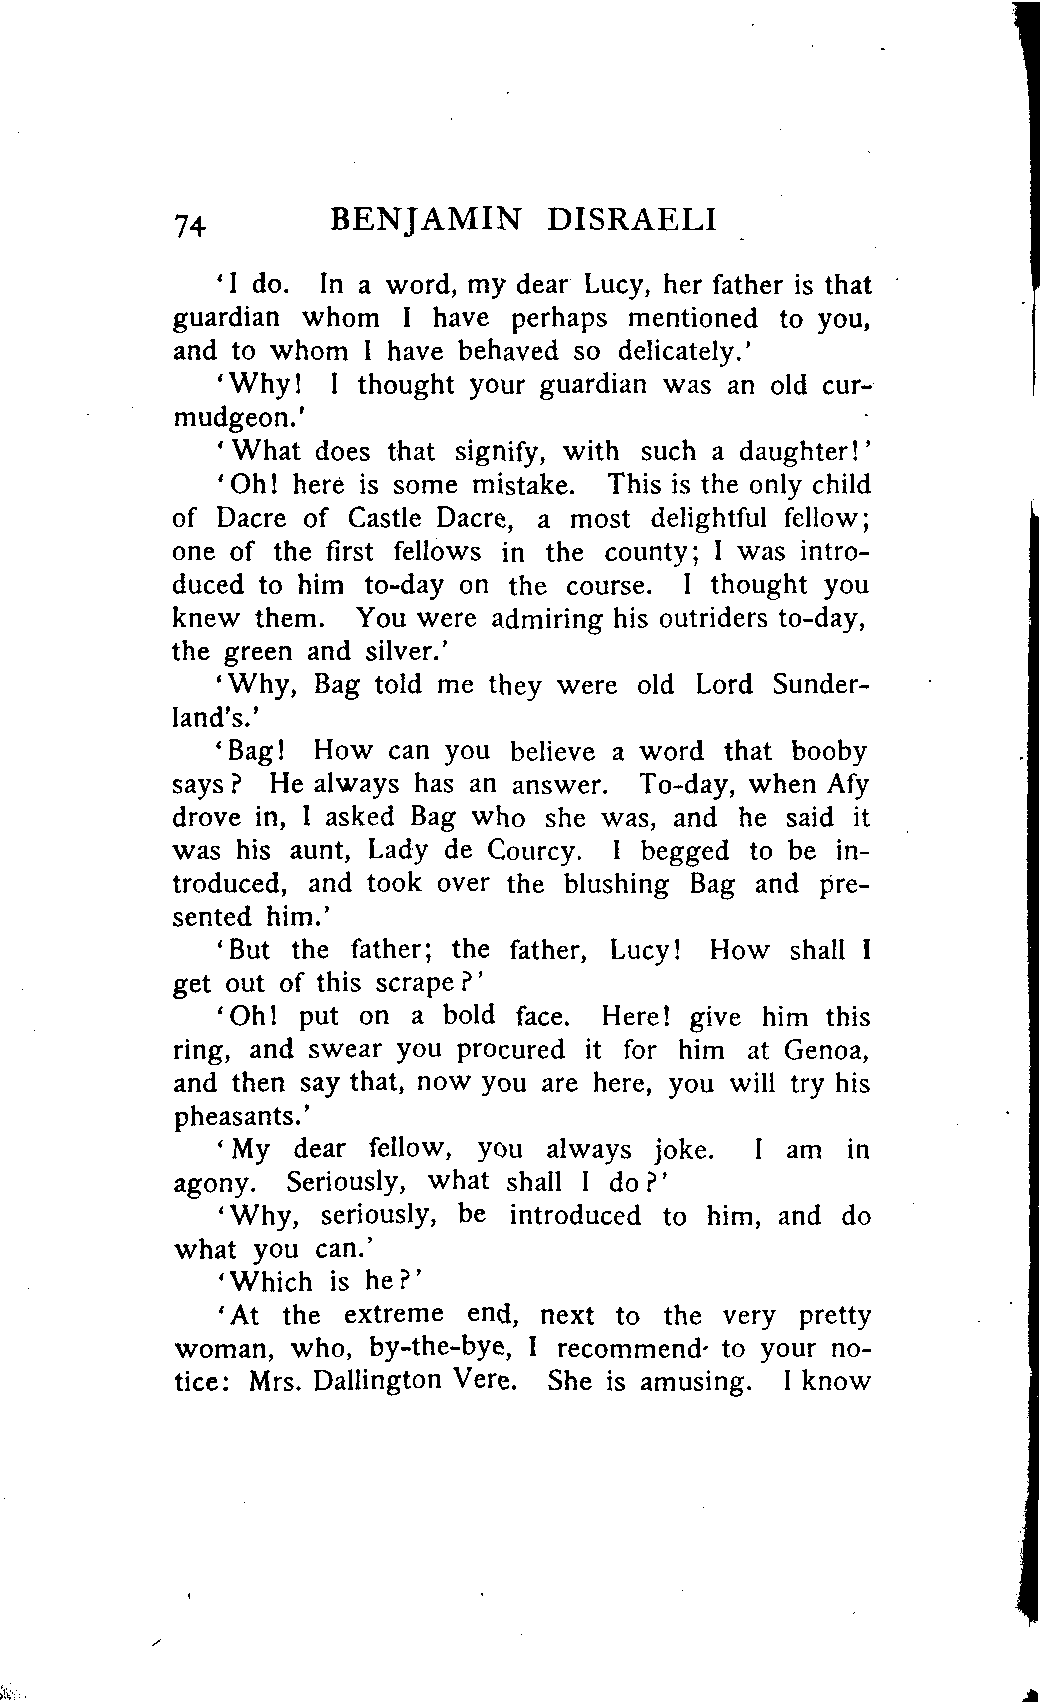 74 BENJAMIN DISRAELI
'I do. In a word, my dear Lucy, her father is that
guardian whom I have perhaps mentioned to you,
and to whom I have behaved so delicately.'
'Why! I thought your guardian was an old cur-
mudgeon.'
'What does that signify, with such a daughter!'
'Oh! here is some mistake. This is the only child
of Dacre of Castle Dacre, a most delightful fellow;
one of the first fellows in the county; I was intro-
duced to him to-day on the course. I thought you
knew them. You were admiring his outriders to-day,
the green and silver.'
'Why, Bag told me they were old Lord Sunder-
land's.'
'Bag! How can you believe a word that booby
says? He always has an answer. To-day, when Afy
drove in, I asked Bag who she was, and he said it
was his aunt, Lady de Courcy. I begged to be in-
troduced, and took over the blushing Bag and pre-
sented him.'
'But the father; the father, Lucy! How shall I
get out of this scrape?'
'Oh! put on a bold face. Here! give him this
ring, and swear you procured it for him at Genoa,
and then say that, now you are here, you will try his
pheasants.'
'My dear fellow, you always joke. I am in
agony. Seriously, what shall I do?'
'Why, seriously, be introduced to him, and do
what you can.'
'Which is he?'
'At the extreme end, next to the very pretty
woman, who, by-the-bye, I recommend to your no-
tice: Mrs. Dallington Vere. She is amusing. I know